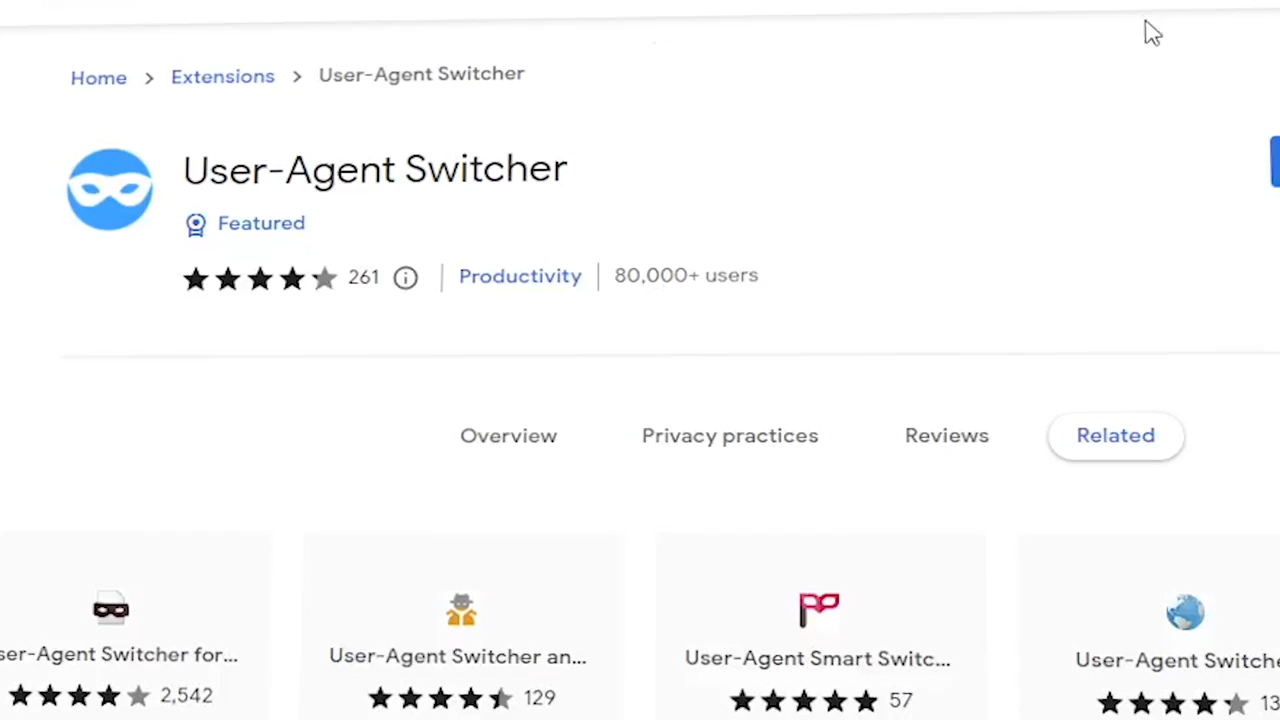 Home > Extensions > User-Agent Switcher
User-Agent Switcher
Featured
261 | Productivity | 80,000+ users
Overview Privacy practices Reviews Related
ser-Agent Switcher for... User-Agent Switcher an... User-Agent Smart Switc... User-Agent Switche
2,542 129 57 13